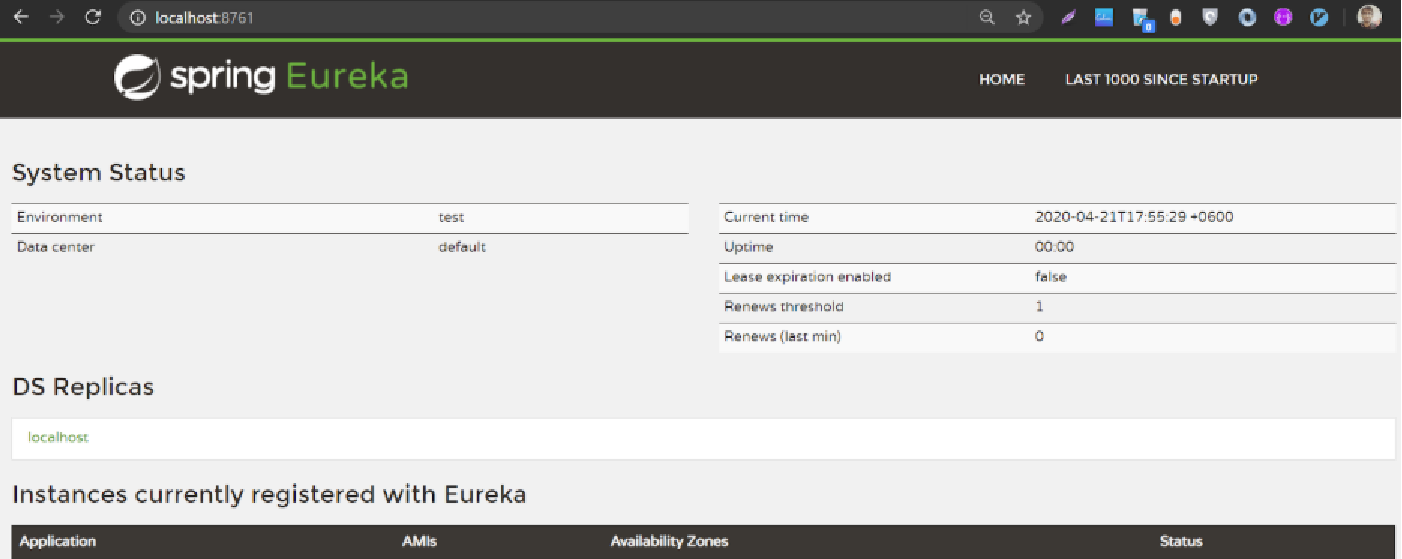 localhost:8761
spring Eureka
HOME LAST 1000 SINCE STARTUP
System Status
Environment test
Data center default
Current time 2020-04-21T17:55:29 +0600
Uptime 00:00
Lease expiration enabled false
Renews threshold 1
Renews (last min) 0
DS Replicas
localhost
Instances currently registered with Eureka
Application AMIs Availability Zones Status